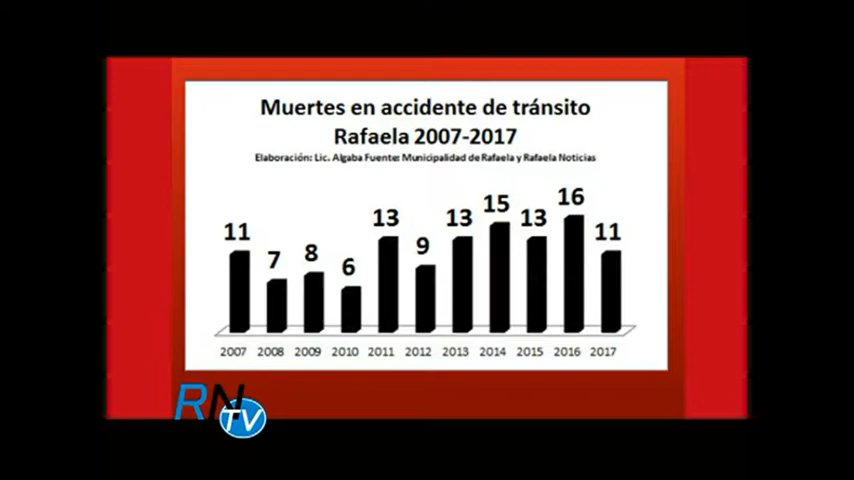 Muertes en accidente de tránsito
Rafaela 2007-2017
Elaboración: Lic. Algaba Fuente: Municipalidad de Rafaela y Rafaela Noticias
11 7 8 6 13 9 13 15 13 16 11
2007 2008 2009 2010 2011 2012 2013 2014 2015 2016 2017
RN
TV